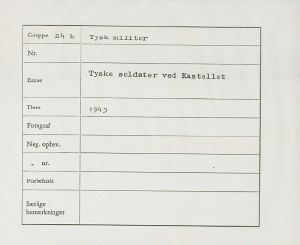 Gruppe 24 b Tysk militær
Nr.
Emne Tyske soldater ved Kastellet
Dato 1945
Fotograf
Neg. opbev.
„ nr.
Forbehold
Særlige
bemærkninger